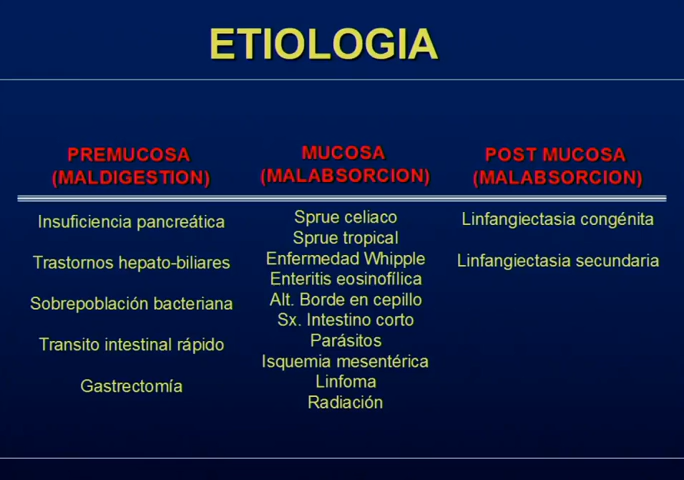 ETIOLOGIA
PREMUCOSA
(MALDIGESTION)
Insuficiencia pancreática
Trastornos hepato-biliares
Sobrepoblación bacteriana
Transito intestinal rápido
Gastrectomía
MUCOSA
(MALABSORCION)
Sprue celiaco
Sprue tropical
Enfermedad Whipple
Enteritis eosinofílica
Alt. Borde en cepillo
Sx. Intestino corto
Parásitos
Isquemia mesentérica
Linfoma
Radiación
POST MUCOSA
(MALABSORCION)
Linfangiectasia congénita
Linfangiectasia secundaria